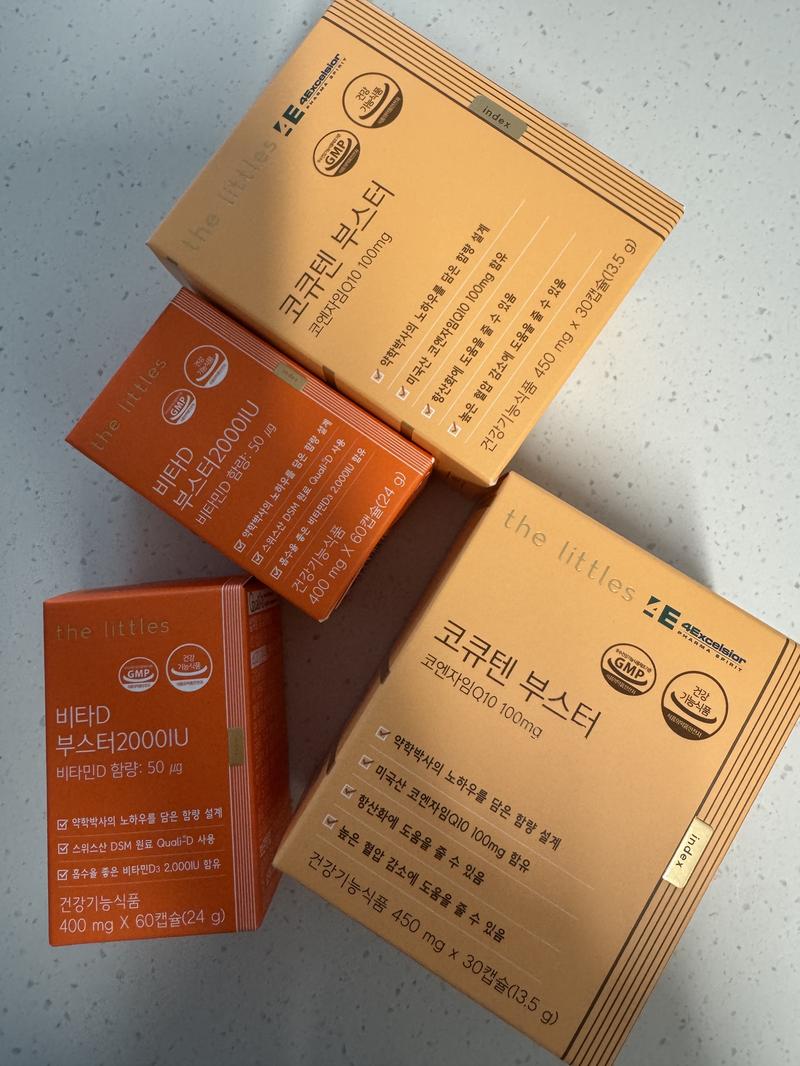 the littles
4E 4Excelsior
PHARMA SPIRIT
GMP
건강
기능식품
index
코큐텐 부스터
코엔자임Q10 100mg
약학박사의 노하우를 담은 함량 설계
미국산 코엔자임Q10 100mg 함유
항산화에 도움을 줄 수 있음
높은 혈압 감소에 도움을 줄 수 있음
건강기능식품 450 mg x 30캡슐(13.5 g)
the littles
GMP
건강
기능식품
index
비타D
부스터2000IU
비타민D 함량: 50 ㎍
약학박사의 노하우를 담은 함량 설계
스위스산 DSM 원료 Quali-D 사용
흡수율 좋은 비타민D3 2,000IU 함유
건강기능식품
400 mg X 60캡슐(24 g)
the littles
GMP
건강
기능식품
비타D
부스터2000IU
비타민D 함량: 50 ㎍
약학박사의 노하우를 담은 함량 설계
스위스산 DSM 원료 Quali-D 사용
흡수율 좋은 비타민D3 2,000IU 함유
건강기능식품
400 mg X 60캡슐(24 g)
the littles
4E 4Excelsior
PHARMA SPIRIT
GMP
건강
기능식품
식품의약품안전처
코큐텐 부스터
코엔자임Q10 100mg
약학박사의 노하우를 담은 함량 설계
미국산 코엔자임Q10 100mg 함유
항산화에 도움을 줄 수 있음
높은 혈압 감소에 도움을 줄 수 있음
건강기능식품 450 mg x 30캡슐(13.5 g)
index